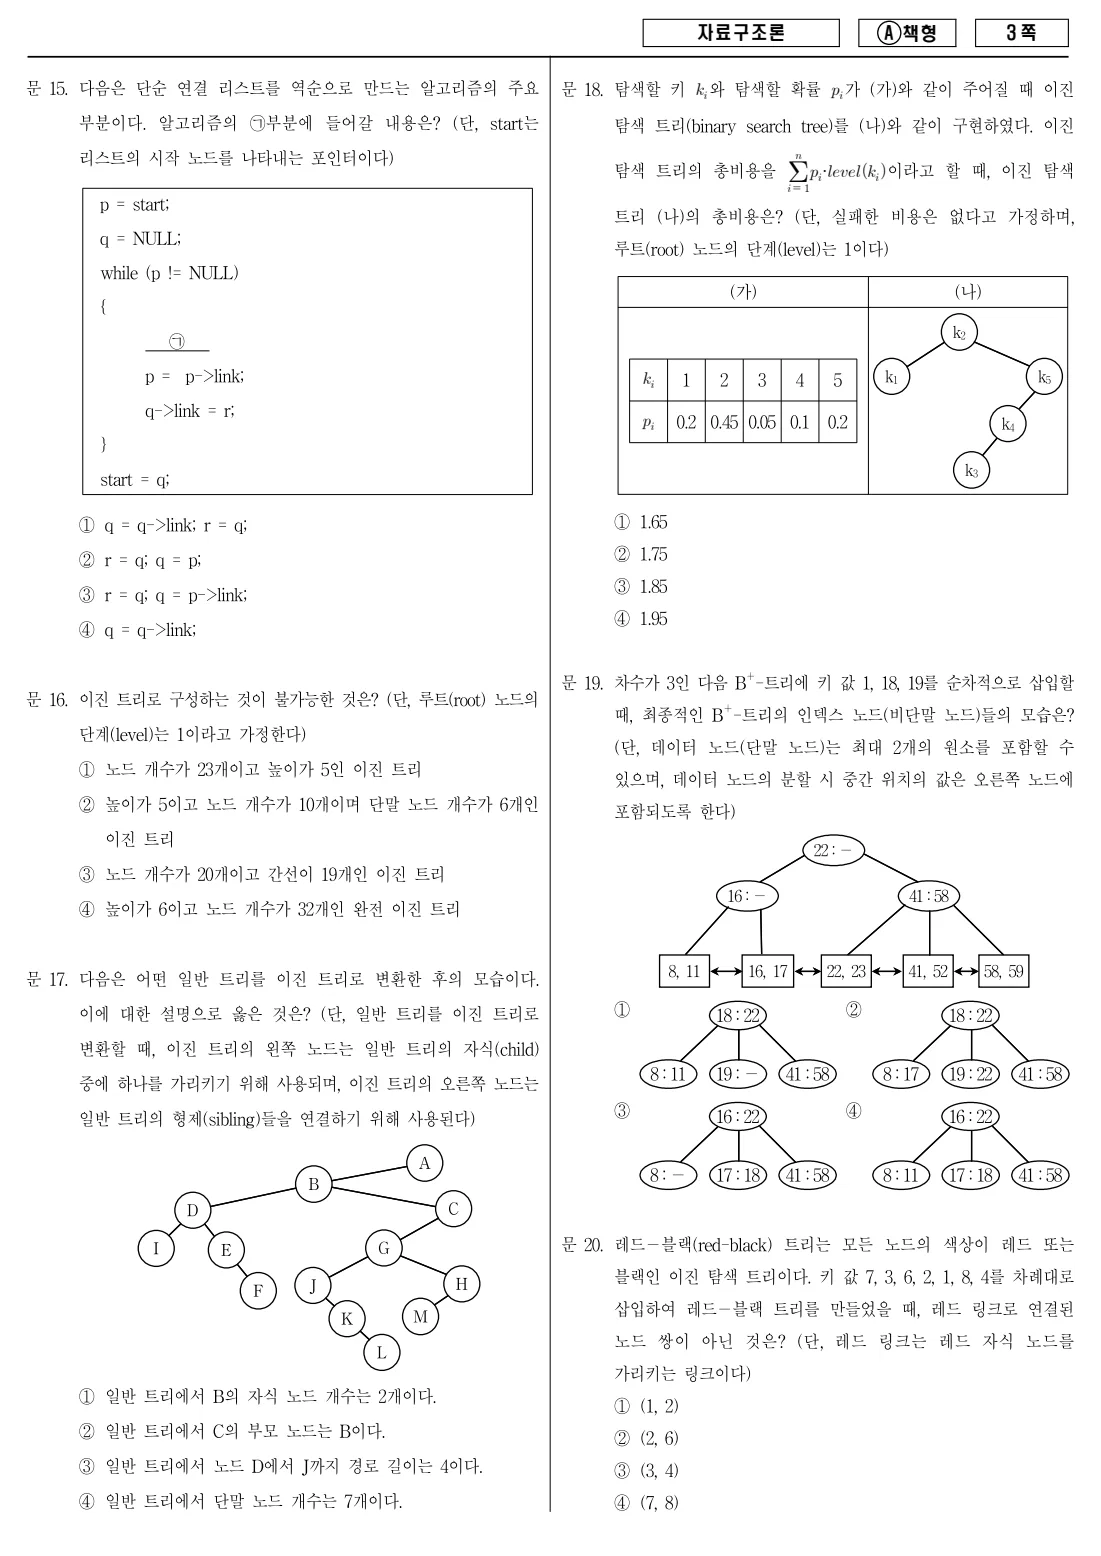 자료구조론
Ⓐ책형
3쪽
문 15. 다음은 단순 연결 리스트를 역순으로 만드는 알고리즘의 주요
부분이다. 알고리즘의 ㉠부분에 들어갈 내용은? (단, start는
리스트의 시작 노드를 나타내는 포인터이다)
p = start;
q = NULL;
while (p != NULL)
{
㉠
p = p->link;
q->link = r;
}
start = q;
① q = q->link; r = q;
② r = q; q = p;
③ r = q; q = p->link;
④ q = q->link;
문 16. 이진 트리로 구성하는 것이 불가능한 것은? (단, 루트(root) 노드의
단계(level)는 1이라고 가정한다)
① 노드 개수가 23개이고 높이가 5인 이진 트리
② 높이가 5이고 노드 개수가 10개이며 단말 노드 개수가 6개인
이진 트리
③ 노드 개수가 20개이고 간선이 19개인 이진 트리
④ 높이가 6이고 노드 개수가 32개인 완전 이진 트리
문 17. 다음은 어떤 일반 트리를 이진 트리로 변환한 후의 모습이다.
이에 대한 설명으로 옳은 것은? (단, 일반 트리를 이진 트리로
변환할 때, 이진 트리의 왼쪽 노드는 일반 트리의 자식(child)
중에 하나를 가리키기 위해 사용되며, 이진 트리의 오른쪽 노드는
일반 트리의 형제(sibling)들을 연결하기 위해 사용된다)
A
B
D
C
I
E
G
F
J
H
K
M
L
① 일반 트리에서 B의 자식 노드 개수는 2개이다.
② 일반 트리에서 C의 부모 노드는 B이다.
③ 일반 트리에서 노드 D에서 J까지 경로 길이는 4이다.
④ 일반 트리에서 단말 노드 개수는 7개이다.
문 18. 탐색할 키 k_i와 탐색할 확률 p_i가 (가)와 같이 주어질 때 이진
탐색 트리(binary search tree)를 (나)와 같이 구현하였다. 이진
탐색 트리의 총비용을 \sum_{i=1}^{n} p_i·level(k_i)이라고 할 때, 이진 탐색
트리 (나)의 총비용은? (단, 실패한 비용은 없다고 가정하며,
루트(root) 노드의 단계(level)는 1이다)
(가) (나)
k_i 1 2 3 4 5
p_i 0.2 0.45 0.05 0.1 0.2
k₂
k₁ k₅
k₄
k₃
① 1.65
② 1.75
③ 1.85
④ 1.95
문 19. 차수가 3인 다음 B⁺-트리에 키 값 1, 18, 19를 순차적으로 삽입할
때, 최종적인 B⁺-트리의 인덱스 노드(비단말 노드)들의 모습은?
(단, 데이터 노드(단말 노드)는 최대 2개의 원소를 포함할 수
있으며, 데이터 노드의 분할 시 중간 위치의 값은 오른쪽 노드에
포함되도록 한다)
22 : -
16 : - 41 : 58
8, 11 16, 17 22, 23 41, 52 58, 59
① 18 : 22 ② 18 : 22
8 : 11 19 : - 41 : 58 8 : 17 19 : 22 41 : 58
③ 16 : 22 ④ 16 : 22
8 : - 17 : 18 41 : 58 8 : 11 17 : 18 41 : 58
문 20. 레드-블랙(red-black) 트리는 모든 노드의 색상이 레드 또는
블랙인 이진 탐색 트리이다. 키 값 7, 3, 6, 2, 1, 8, 4를 차례대로
삽입하여 레드-블랙 트리를 만들었을 때, 레드 링크로 연결된
노드 쌍이 아닌 것은? (단, 레드 링크는 레드 자식 노드를
가리키는 링크이다)
① (1, 2)
② (2, 6)
③ (3, 4)
④ (7, 8)